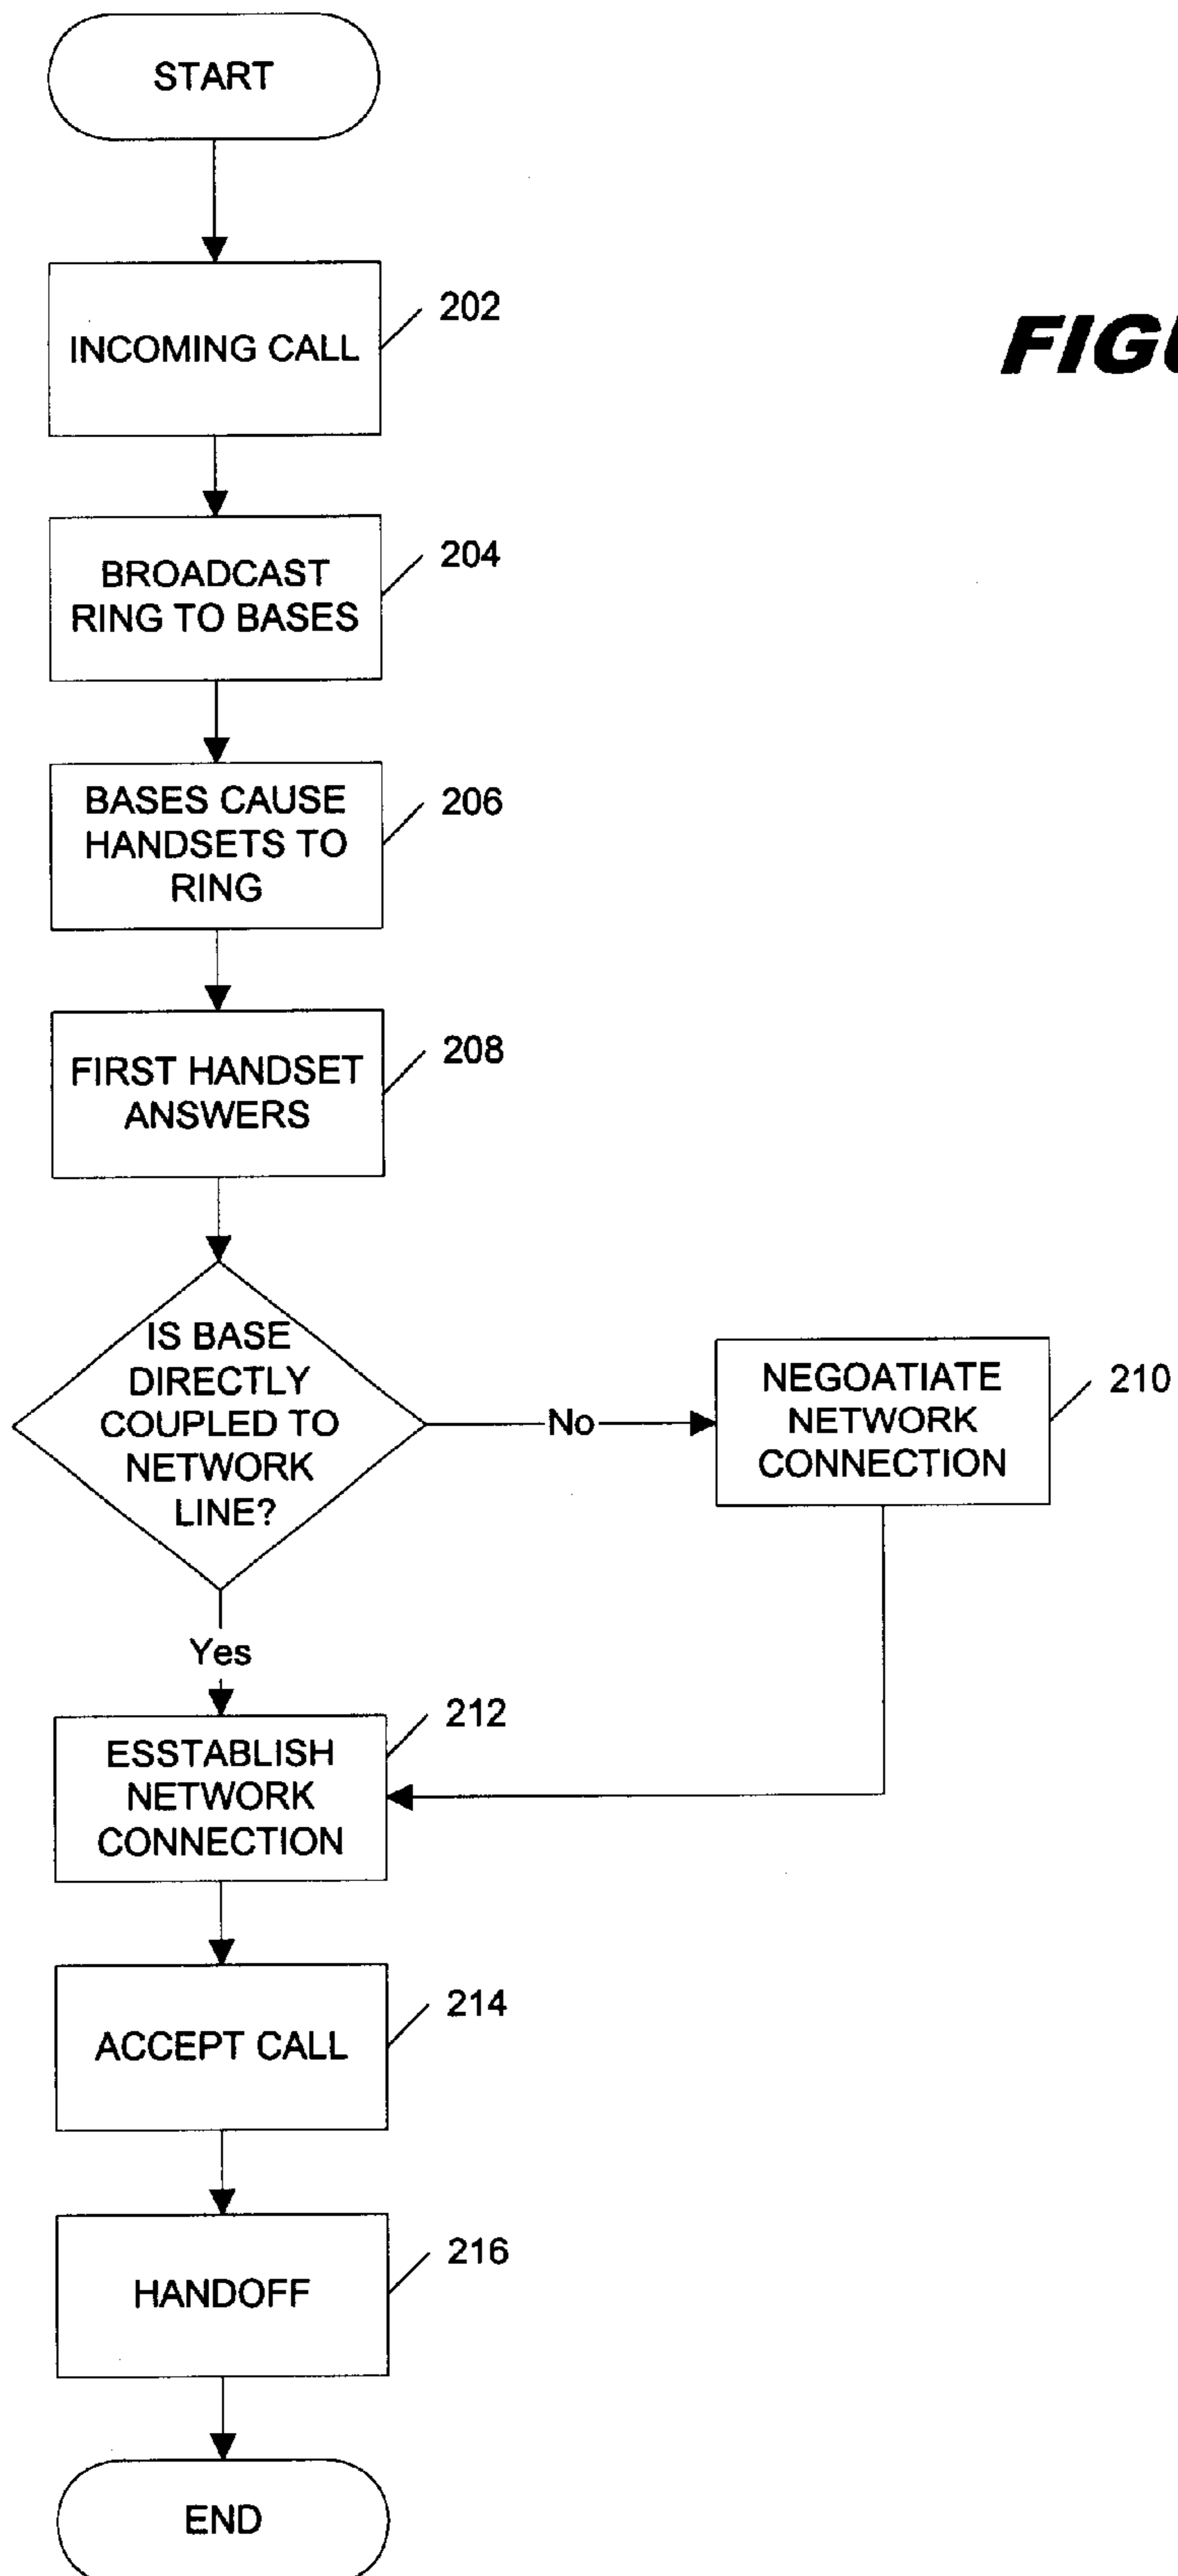 START
INCOMING CALL
202
FIGU
BROADCAST
RING TO BASES
204
BASES CAUSE
HANDSETS TO
RING
206
FIRST HANDSET
ANSWERS
208
IS BASE
DIRECTLY
COUPLED TO
NETWORK
LINE?
No
NEGOATIATE
NETWORK
CONNECTION
210
Yes
ESSTABLISH
NETWORK
CONNECTION
212
ACCEPT CALL
214
HANDOFF
216
END